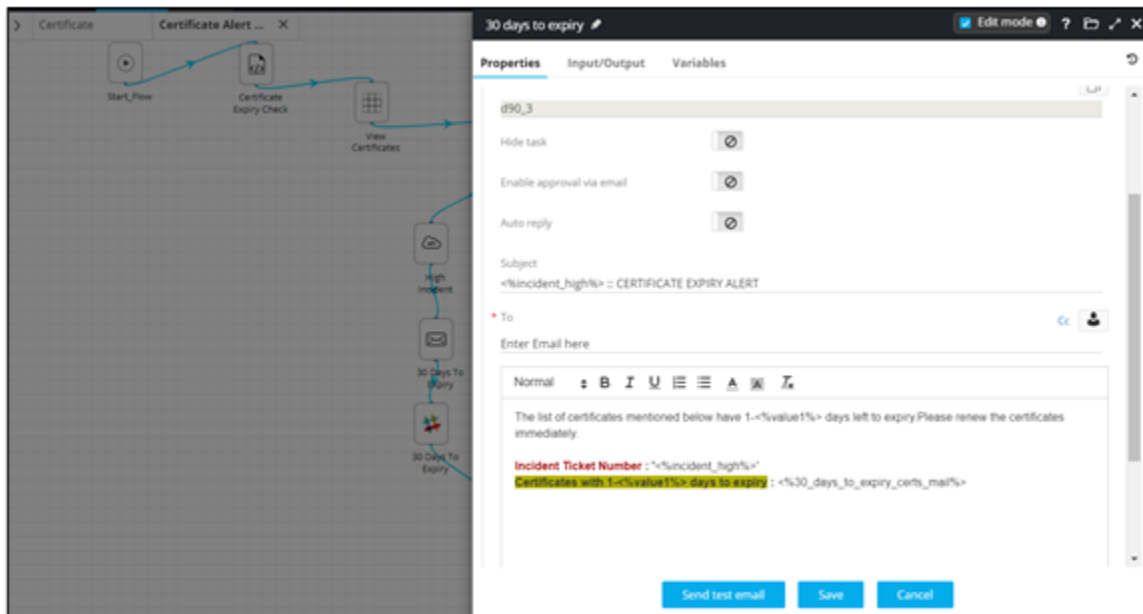 Certificate
Certificate Alert ...
Start_Flow
Certificate
Expiry Check
View
Certificates
High
Incident
30 Days To
Expiry
30 Days To
Expiry
30 days to expiry
Edit mode
Properties
Input/Output
Variables
d90_3
Hide task
Enable approval via email
Auto reply
Subject
<%incident_high%> :: CERTIFICATE EXPIRY ALERT
* To
Cc
Enter Email here
Normal
B I U
The list of certificates mentioned below have 1-<%value1%> days left to expiry.Please renew the certificates
immediately.
Incident Ticket Number : "<%incident_high%>"
Certificates with 1-<%value1%> days to expiry : <%30_days_to_expiry_certs_mail%>
Send test email
Save
Cancel